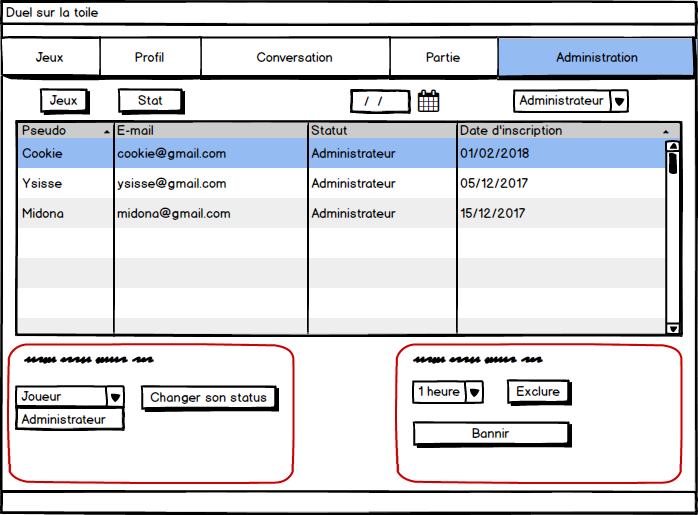 Duel sur la toile
Jeux Profil Conversation Partie Administration
Jeux Stat / / Administrateur
Pseudo E-mail Statut Date d'inscription
Cookie cookie@gmail.com Administrateur 01/02/2018
Ysisse ysisse@gmail.com Administrateur 05/12/2017
Midona midona@gmail.com Administrateur 15/12/2017
Joueur Changer son status
Administrateur
1 heure Exclure
Bannir